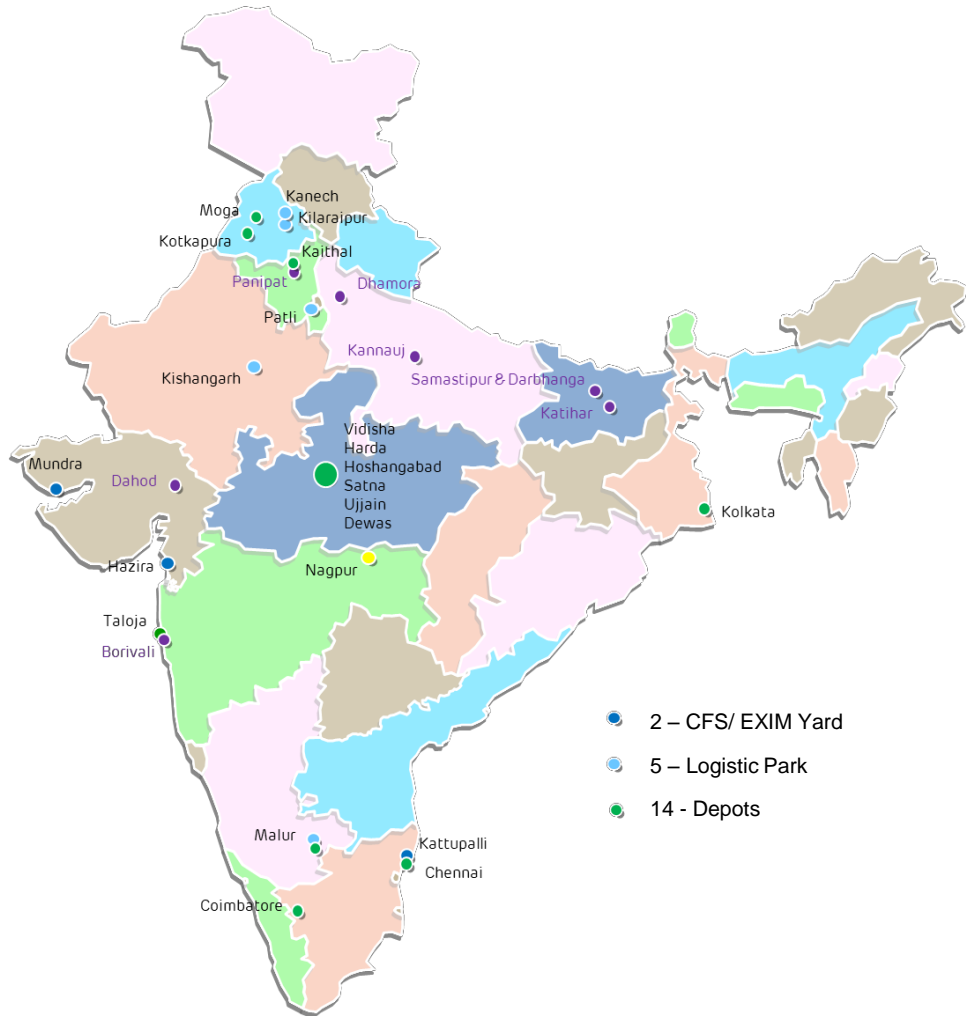 Kanech
Moga
Kilaraipur
Kotkapura
Kaithal
Panipat
Dhamora
Patli
Kannauj
Kishangarh
Samastipur & Darbhanga
Katihar
Vidisha
Harda
Hoshangabad
Satna
Ujjain
Dewas
Mundra
Dahod
Kolkata
Hazira
Nagpur
Taloja
Borivali
2 – CFS/ EXIM Yard
5 – Logistic Park
14 - Depots
Malur
Kattupalli
Chennai
Coimbatore